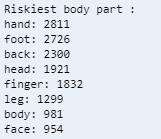 Riskiest body part :
hand: 2811
foot: 2726
back: 2300
head: 1921
finger: 1832
leg: 1299
body: 981
face: 954